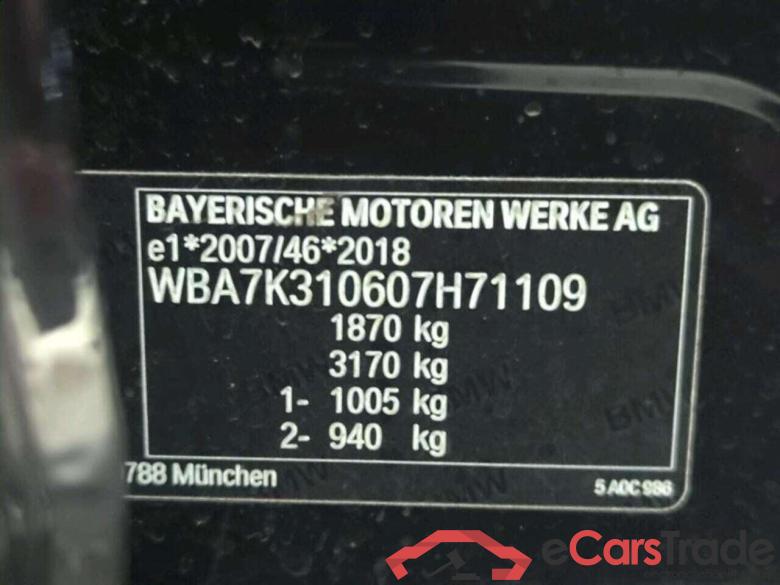 BAYERISCHE MOTOREN WERKE AG
e1*2007/46*2018
WBA7K310607H71109
1870 kg
3170 kg
1- 1005 kg
2- 940 kg
788 München
5 A0C 986
eCarsTrade